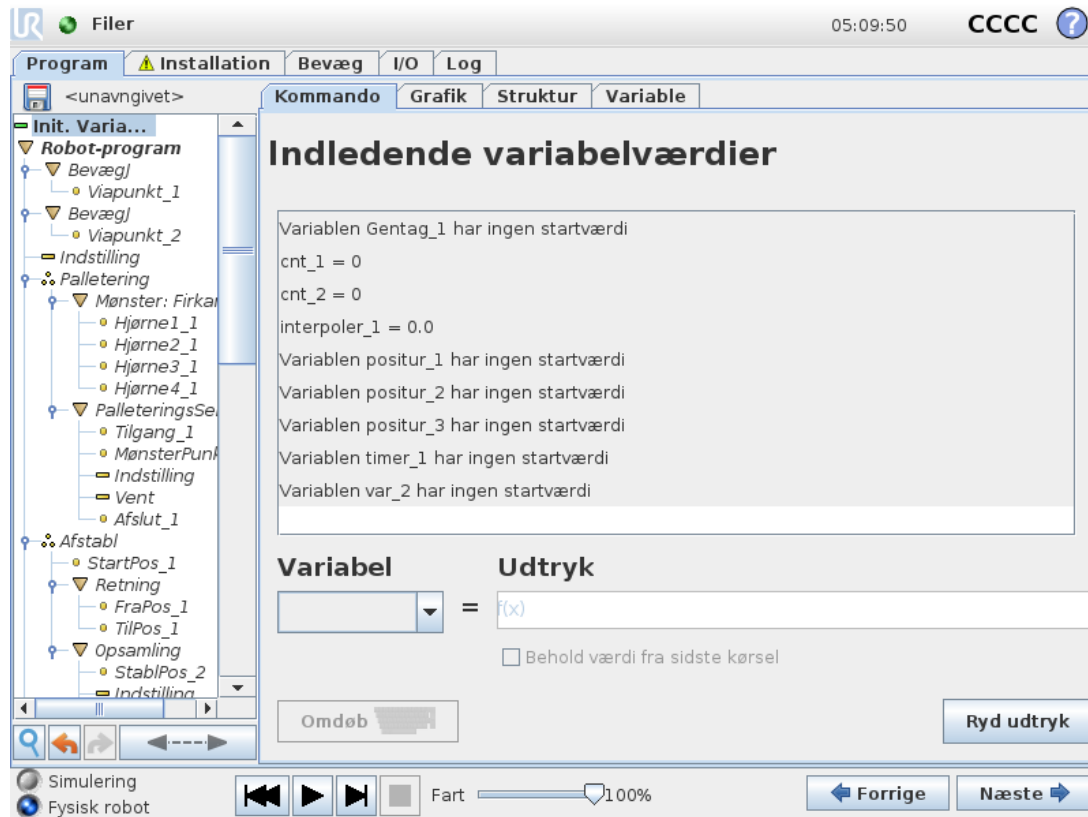 UR Filer 05:09:50 CCCC ?
Program Installation Bevæg I/O Log
<unavngivet>
Kommando Grafik Struktur Variable
Init. Varia...
Robot-program
BevægJ
Viapunkt_1
BevægJ
Viapunkt_2
Indstilling
Palletering
Mønster: Firkan
Hjørne1_1
Hjørne2_1
Hjørne3_1
Hjørne4_1
PalleteringsSe
Tilgang_1
MønsterPunk
Indstilling
Vent
Afslut_1
Afstabl
StartPos_1
Retning
FraPos_1
TilPos_1
Opsamling
StablPos_2
Indstilling
Indledende variabelværdier
Variablen Gentag_1 har ingen startværdi
cnt_1 = 0
cnt_2 = 0
interpoler_1 = 0.0
Variablen positur_1 har ingen startværdi
Variablen positur_2 har ingen startværdi
Variablen positur_3 har ingen startværdi
Variablen timer_1 har ingen startværdi
Variablen var_2 har ingen startværdi
Variabel Udtryk
= f(x)
Behold værdi fra sidste kørsel
Omdøb
Ryd udtryk
Simulering
Fysisk robot
Fart 100%
Forrige Næste